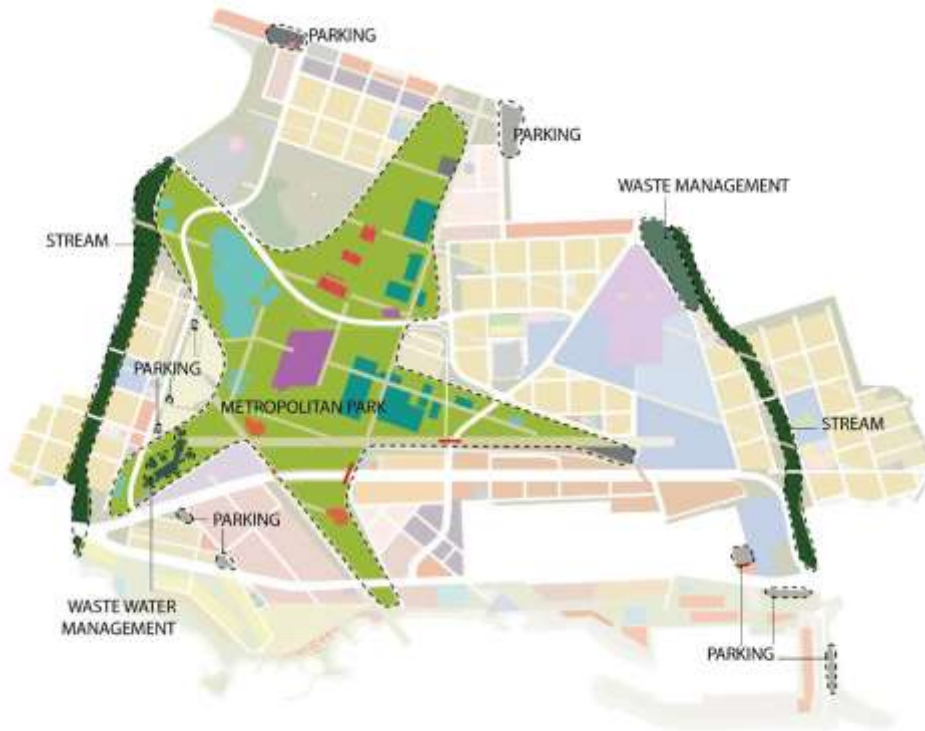 PARKING
PARKING
WASTE MANAGEMENT
STREAM
PARKING
METROPOLITAN PARK
STREAM
PARKING
WASTE WATER
MANAGEMENT
PARKING